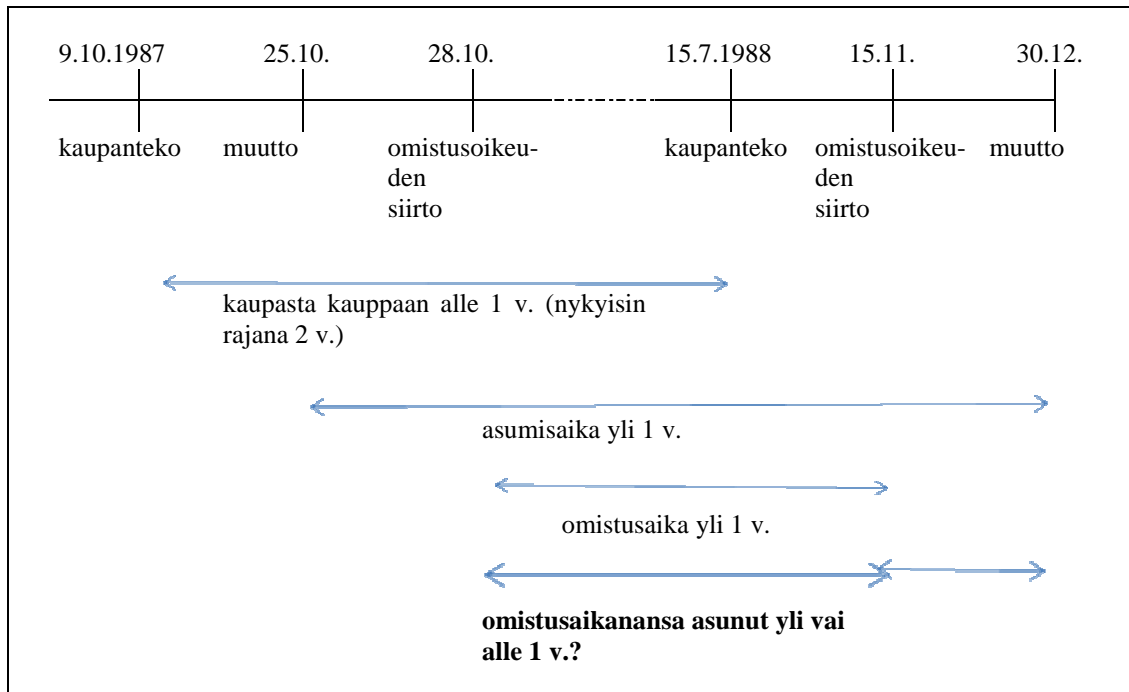 9.10.1987 25.10. 28.10. 15.7.1988 15.11. 30.12.
kaupanteko muutto omistusoikeu- kaupanteko omistusoikeu- muutto
den den
siirto siirto
kaupasta kauppaan alle 1 v. (nykyisin
rajana 2 v.)
asumisaika yli 1 v.
omistusaika yli 1 v.
omistusaikanansa asunut yli vai
alle 1 v.?